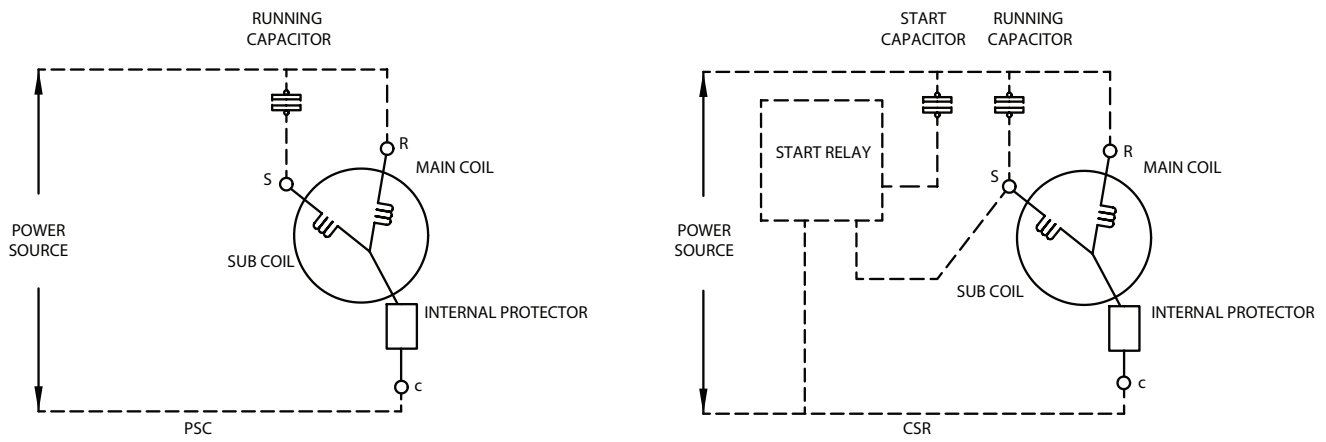 RUNNING
CAPACITOR
R
MAIN COIL
S
POWER
SOURCE
SUB COIL
INTERNAL PROTECTOR
c
PSC
START
CAPACITOR
RUNNING
CAPACITOR
START RELAY
R
MAIN COIL
S
POWER
SOURCE
SUB COIL
INTERNAL PROTECTOR
c
CSR